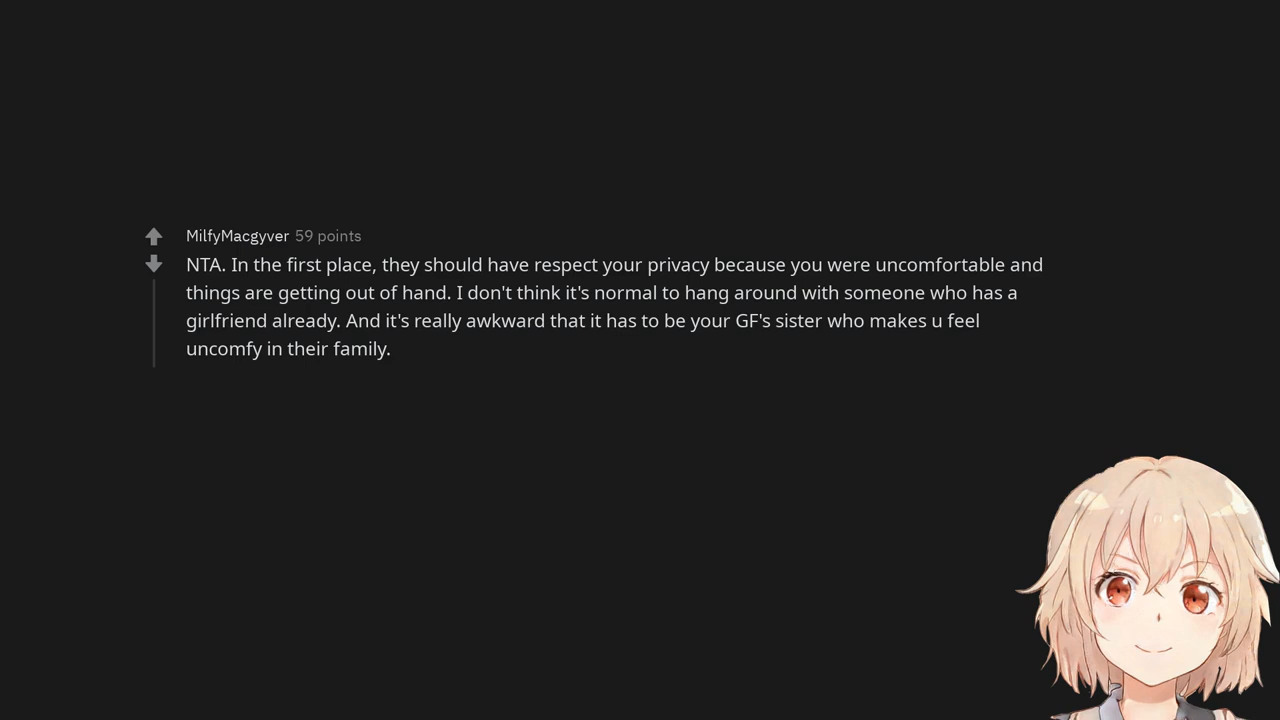 MilfyMacgyver 59 points
NTA. In the first place, they should have respect your privacy because you were uncomfortable and
things are getting out of hand. I don't think it's normal to hang around with someone who has a
girlfriend already. And it's really awkward that it has to be your GF's sister who makes u feel
uncomfy in their family.